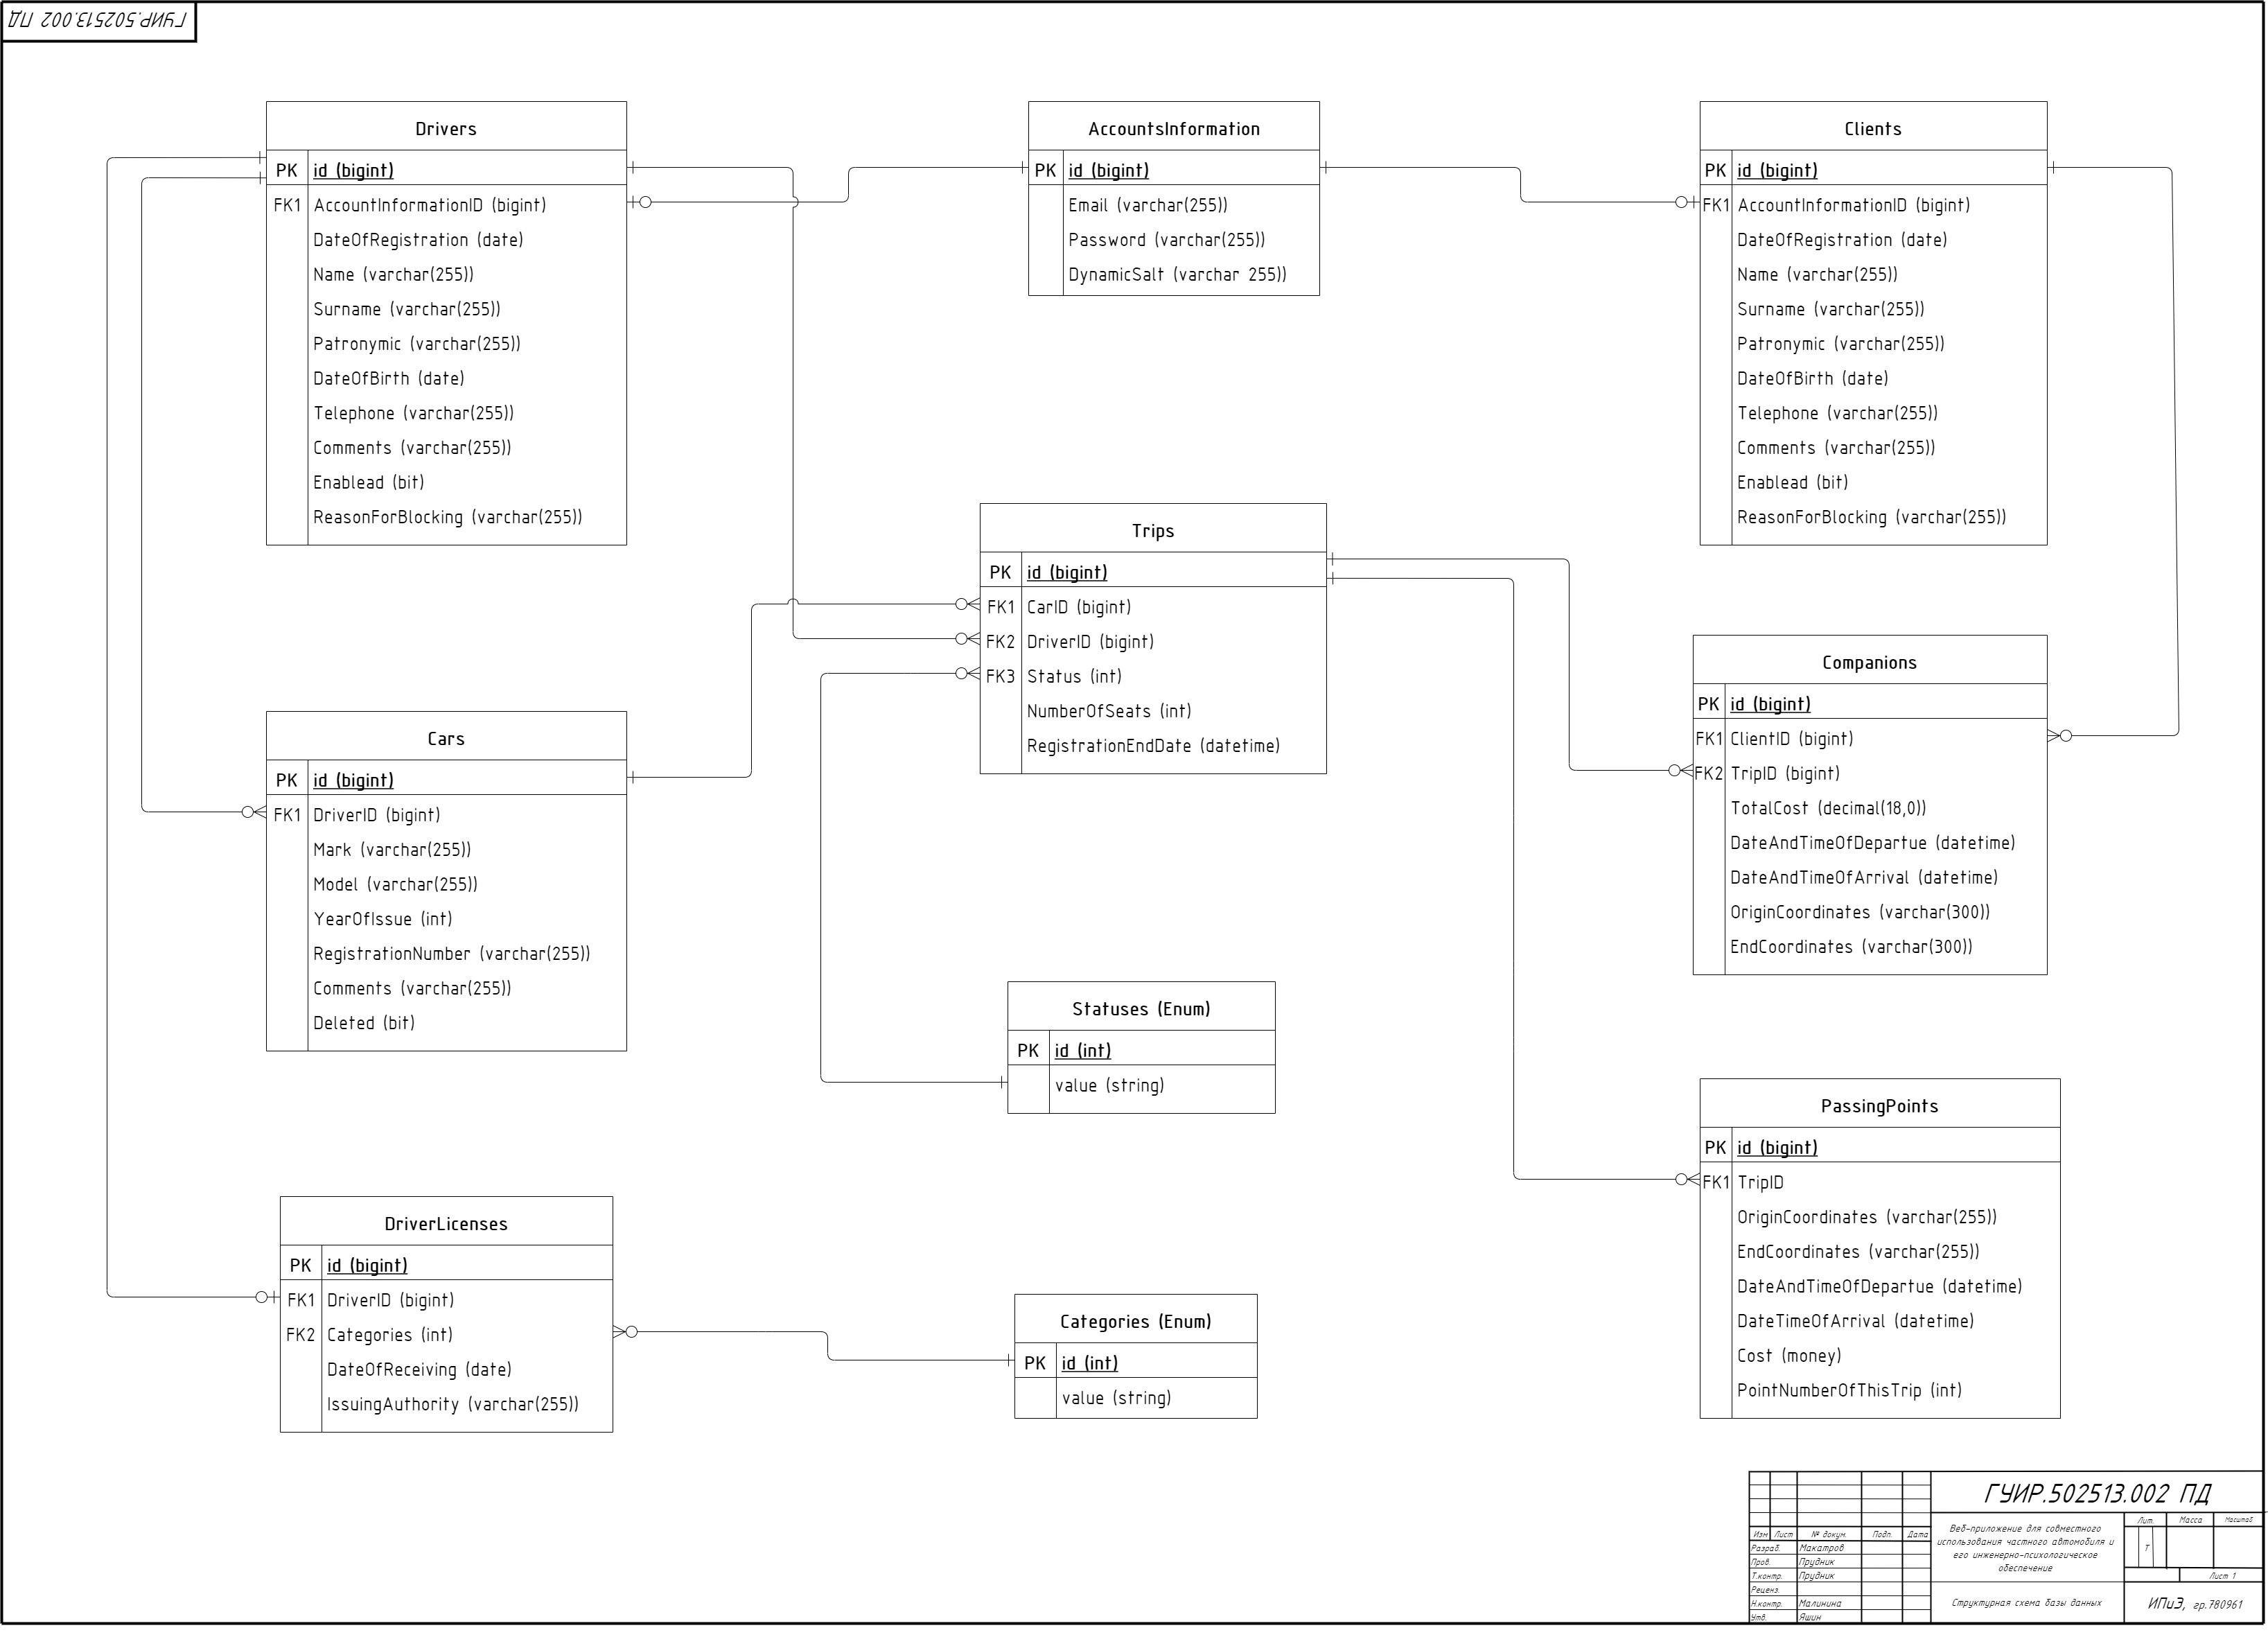 ГУИР.502513.002 ПД
Drivers
PK id (bigint)
FK1 AccountInformationID (bigint)
DateOfRegistration (date)
Name (varchar(255))
Surname (varchar(255))
Patronymic (varchar(255))
DateOfBirth (date)
Telephone (varchar(255))
Comments (varchar(255))
Enablead (bit)
ReasonForBlocking (varchar(255))
AccountsInformation
PK id (bigint)
Email (varchar(255))
Password (varchar(255))
DynamicSalt (varchar 255))
Clients
PK id (bigint)
FK1 AccountInformationID (bigint)
DateOfRegistration (date)
Name (varchar(255))
Surname (varchar(255))
Patronymic (varchar(255))
DateOfBirth (date)
Telephone (varchar(255))
Comments (varchar(255))
Enablead (bit)
ReasonForBlocking (varchar(255))
Trips
PK id (bigint)
FK1 CarID (bigint)
FK2 DriverID (bigint)
FK3 Status (int)
NumberOfSeats (int)
RegistrationEndDate (datetime)
Companions
PK id (bigint)
FK1 ClientID (bigint)
FK2 TripID (bigint)
TotalCost (decimal(18,0))
DateAndTimeOfDepartue (datetime)
DateAndTimeOfArrival (datetime)
OriginCoordinates (varchar(300))
EndCoordinates (varchar(300))
Cars
PK id (bigint)
FK1 DriverID (bigint)
Mark (varchar(255))
Model (varchar(255))
YearOfIssue (int)
RegistrationNumber (varchar(255))
Comments (varchar(255))
Deleted (bit)
Statuses (Enum)
PK id (int)
value (string)
PassingPoints
PK id (bigint)
FK1 TripID
OriginCoordinates (varchar(255))
EndCoordinates (varchar(255))
DateAndTimeOfDepartue (datetime)
DateTimeOfArrival (datetime)
Cost (money)
PointNumberOfThisTrip (int)
DriverLicenses
PK id (bigint)
FK1 DriverID (bigint)
FK2 Categories (int)
DateOfReceiving (date)
IssuingAuthority (varchar(255))
Categories (Enum)
PK id (int)
value (string)
ГУИР.502513.002 ПД
Изм Лист № докум. Подп. Дата
Разраб. Макатров
Пров. Прудник
Т.контр. Прудник
Реценз.
Н.контр. Малинина
Утв. Яшин
Веб-приложение для совместного
использования частного автомобиля и
его инженерно-психологическое
обеспечение
Структурная схема базы данных
Лит. Масса Масштаб
Т
Лист 1
ИПиЭ, гр.780961